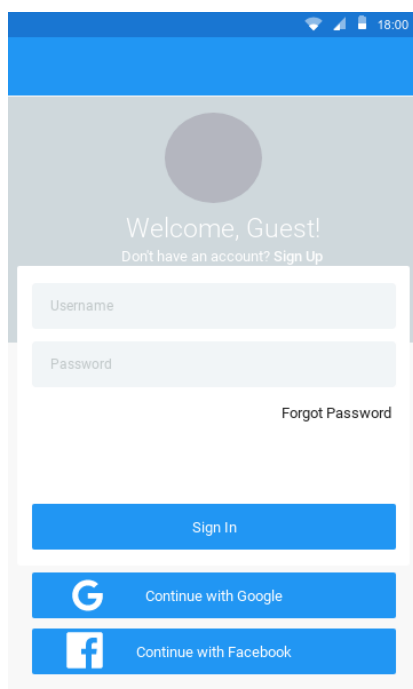 18:00
Welcome, Guest!
Don't have an account? Sign Up
Username
Password
Forgot Password
Sign In
G Continue with Google
f Continue with Facebook